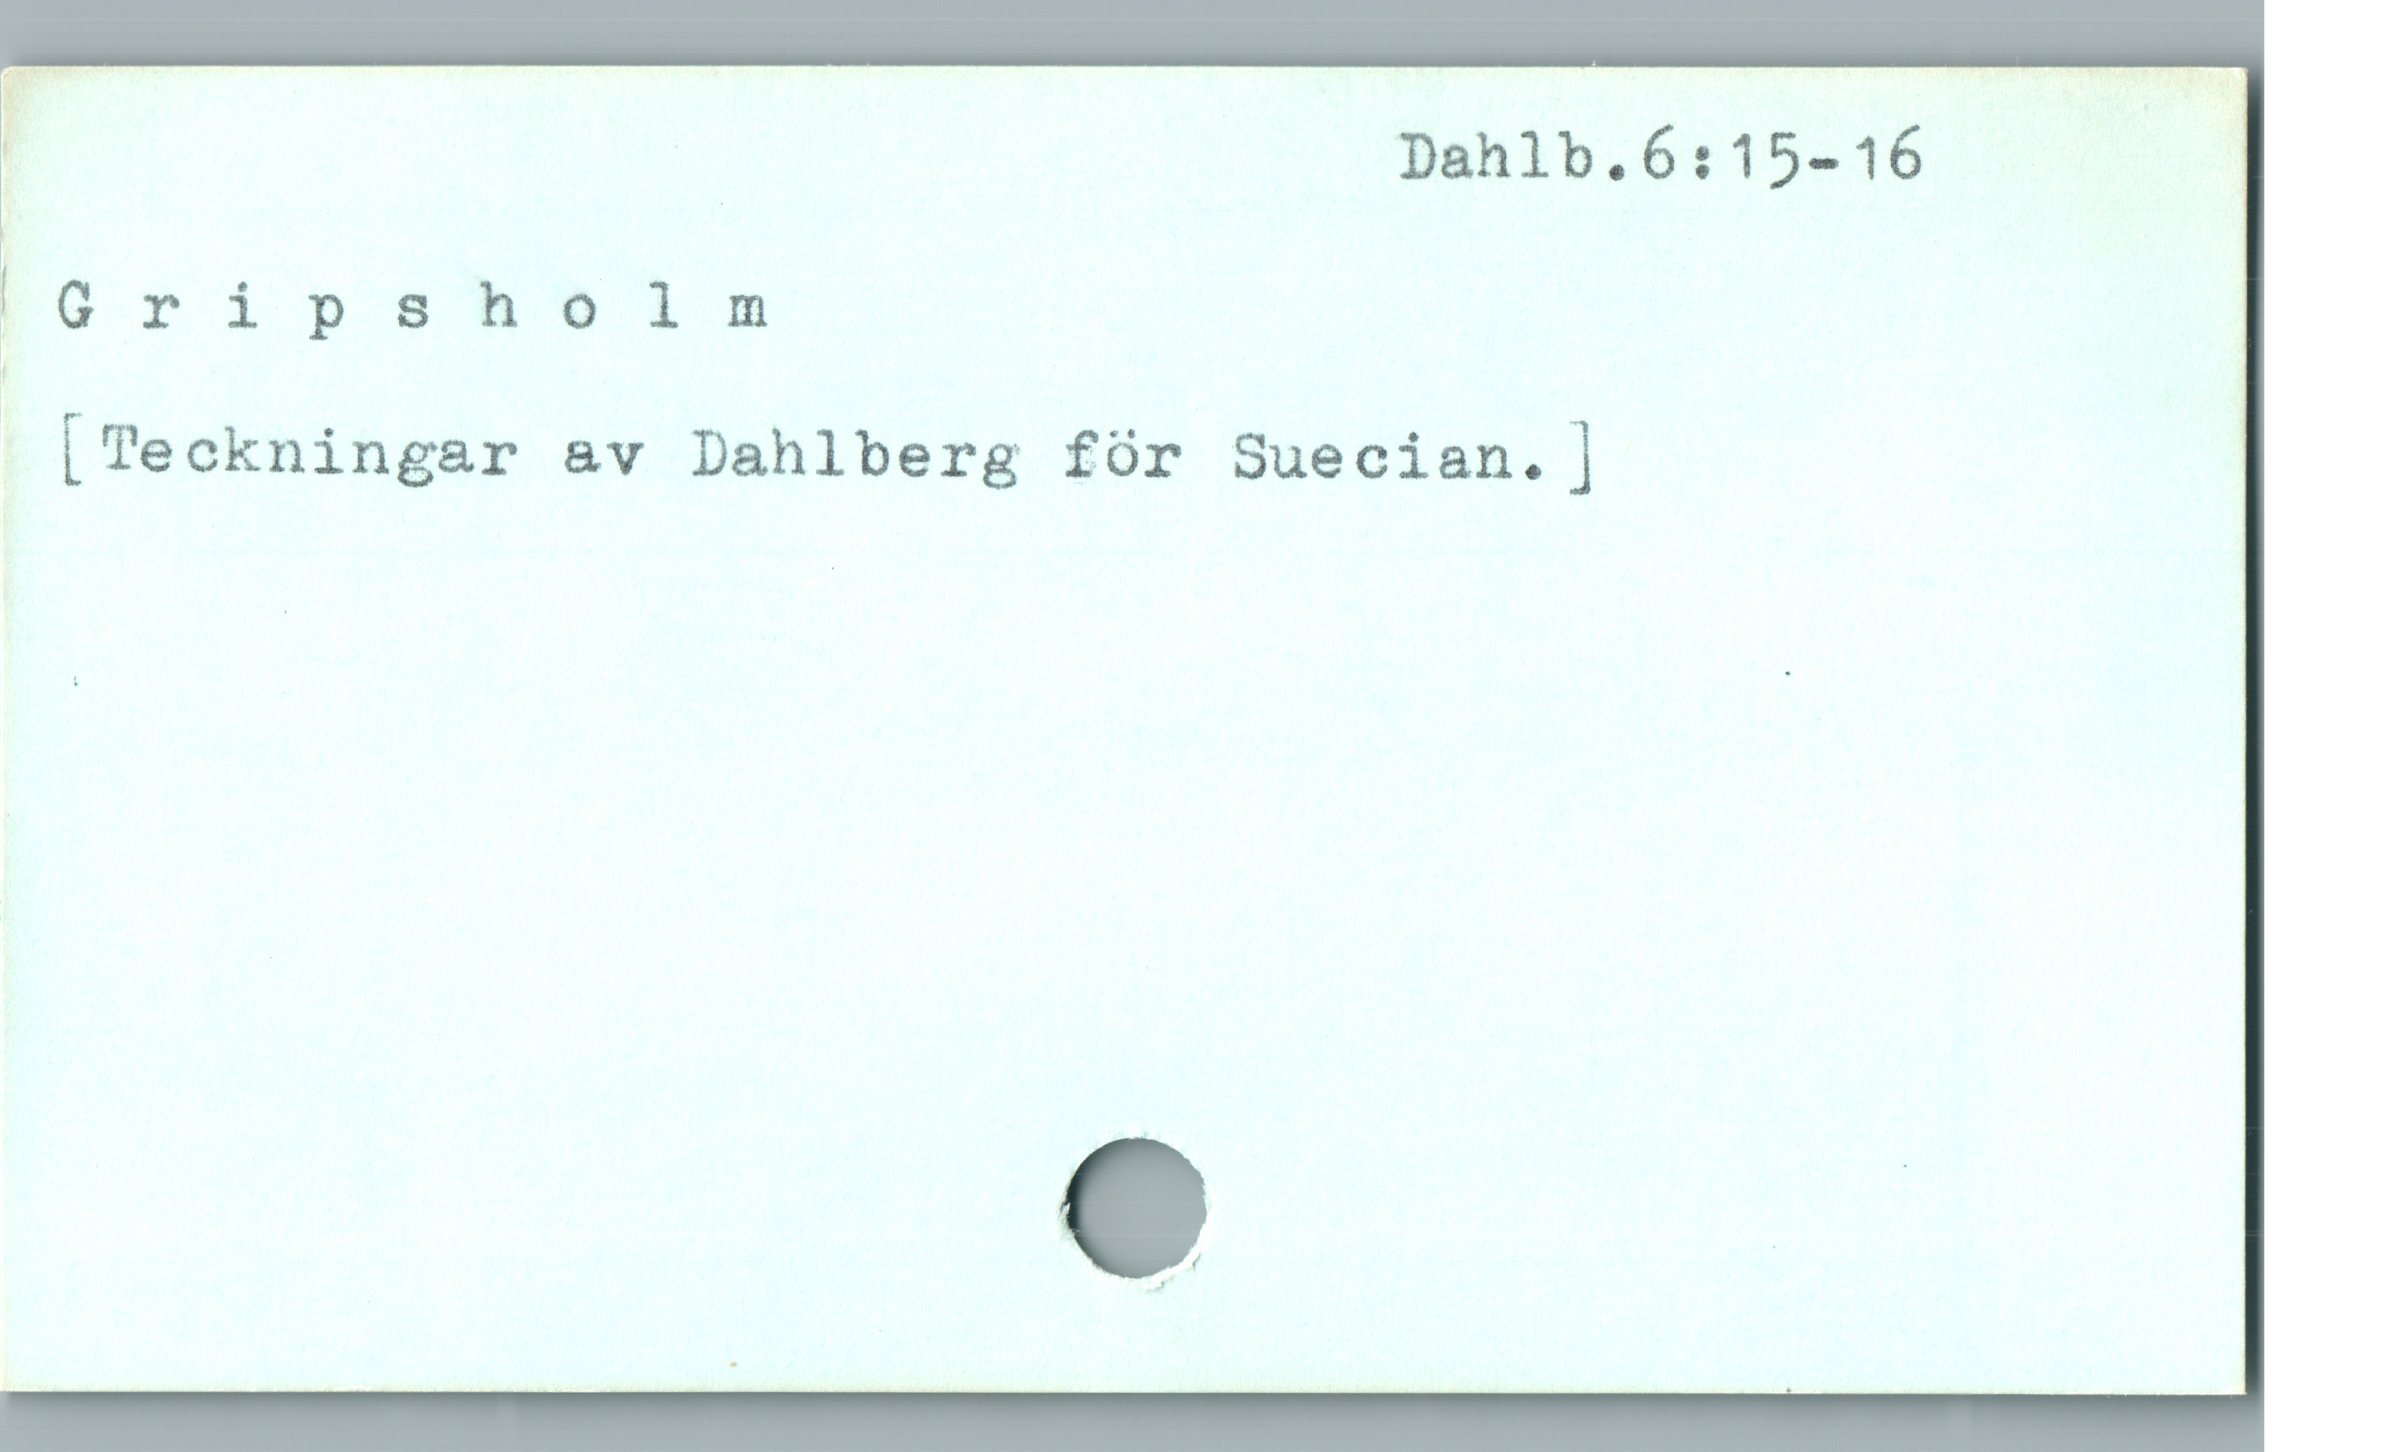 Dahlb.6:15-16
G r i p s h o l m
[Teckningar av Dahlberg för Suecian.]